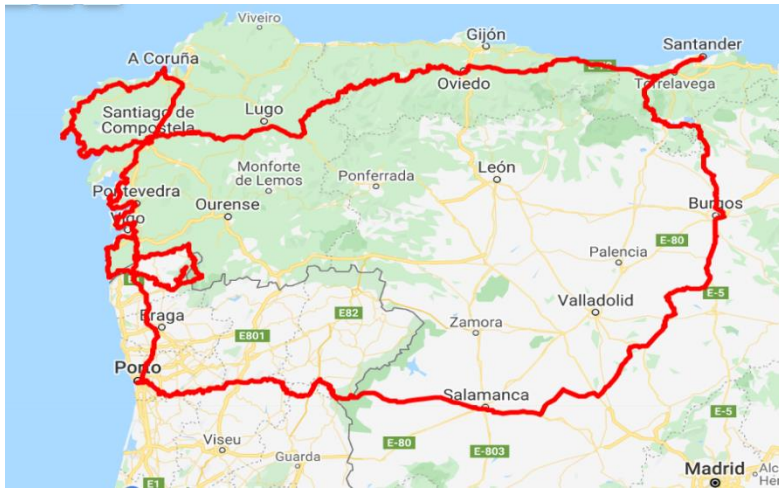 Viveiro
Gijón
A Coruña
Santander
Oviedo
Torrelavega
Santiago de
Compostela
Lugo
León
Monforte
de Lemos
Ponferrada
Pontevedra
Vigo
Ourense
Burgos
E-80
Palencia
E-5
Braga
E82
E801
Valladolid
Zamora
Porto
Salamanca
E-5
Viseu
E-80
E-803
Guarda
Madrid
E1